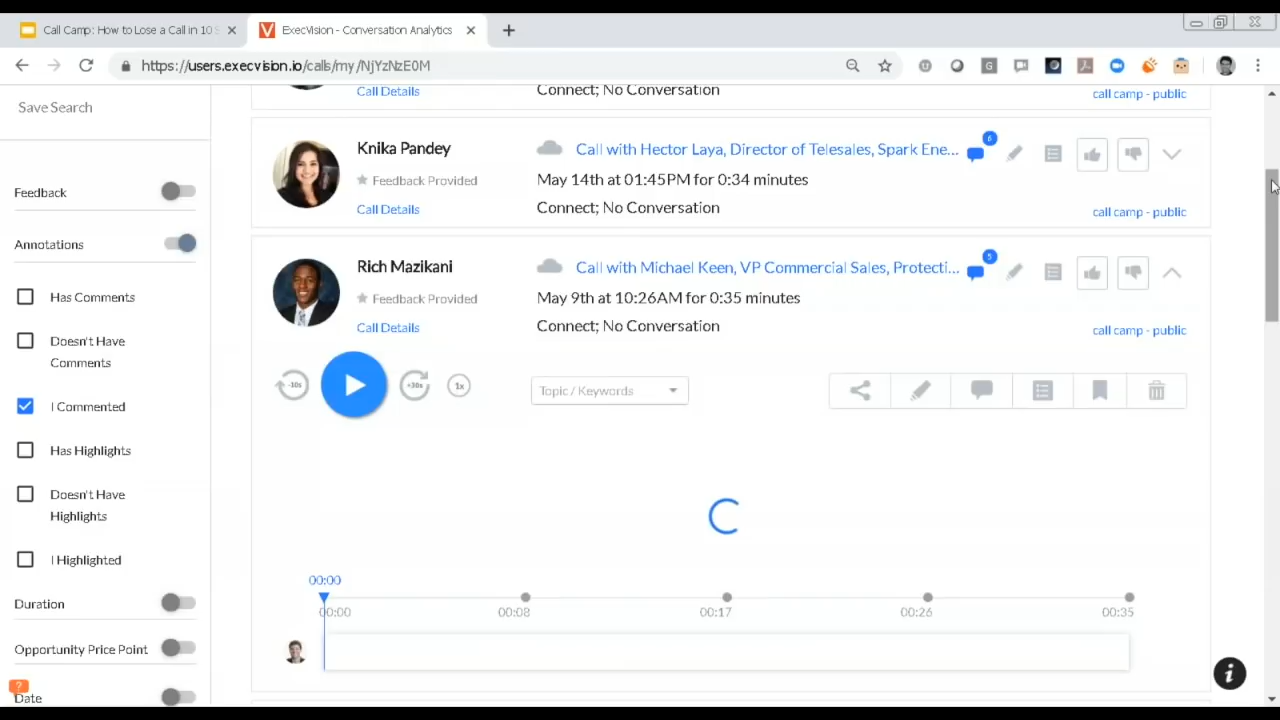 Call Camp: How to Lose a Call in 10 S
ExecVision - Conversation Analytics
https://users.execvision.io/calls/my/NjYzNzE0M
Save Search
Call Details
Connect; No Conversation
call camp - public
Knika Pandey
Call with Hector Laya, Director of Telesales, Spark Ene...
6
Feedback Provided
May 14th at 01:45PM for 0:34 minutes
Call Details
Connect; No Conversation
call camp - public
Feedback
Annotations
Rich Mazikani
Call with Michael Keen, VP Commercial Sales, Protecti...
5
Feedback Provided
May 9th at 10:26AM for 0:35 minutes
Call Details
Connect; No Conversation
call camp - public
Has Comments
Doesn't Have
Comments
I Commented
Has Highlights
Doesn't Have
Highlights
I Highlighted
Duration
Opportunity Price Point
Date
?
-10s
+30s
1x
Topic / Keywords
00:00
00:00
00:08
00:17
00:26
00:35
i